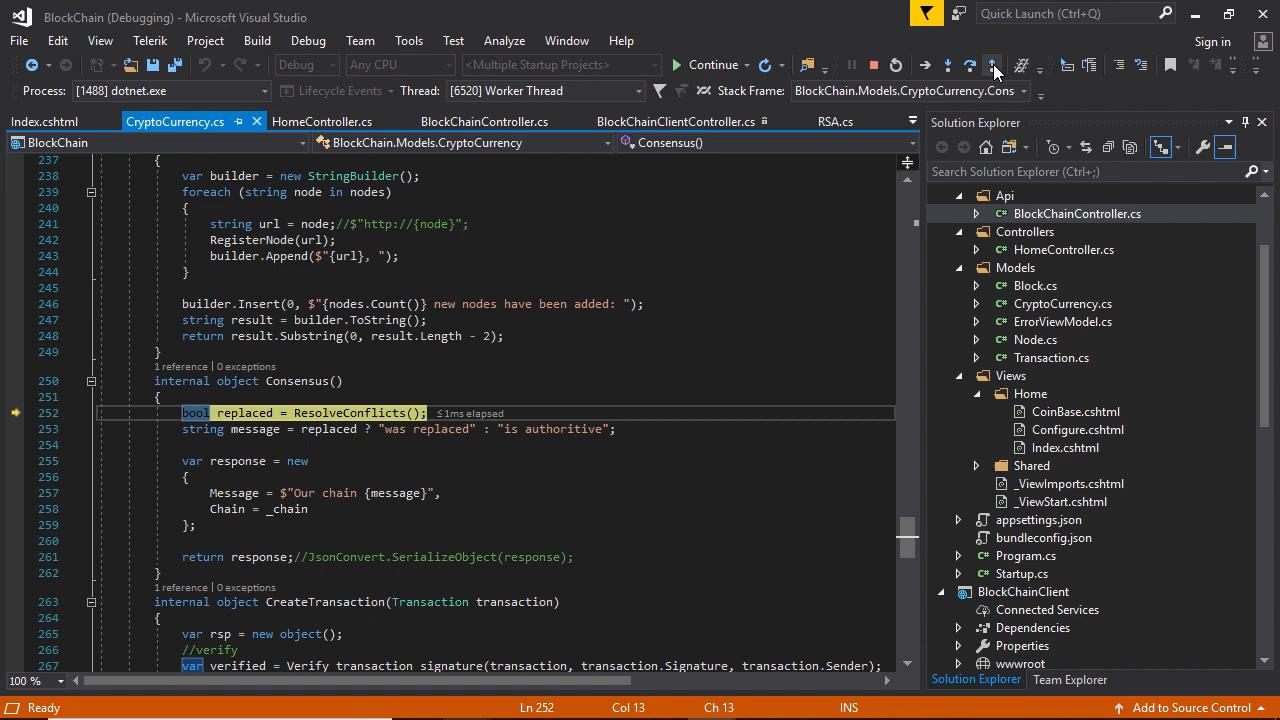 BlockChain (Debugging) - Microsoft Visual Studio
Quick Launch (Ctrl+Q)
File Edit View Telerik Project Build Debug Team Tools Test Analyze Window Help
Sign in
Debug Any CPU <Multiple Startup Projects> Continue
Process: [1488] dotnet.exe Lifecycle Events Thread: [6520] Worker Thread Stack Frame: BlockChain.Models.CryptoCurrency.Cons
Index.cshtml CryptoCurrency.cs HomeController.cs BlockChainController.cs BlockChainClientController.cs RSA.cs
BlockChain BlockChain.Models.CryptoCurrency Consensus()
237 {
238 var builder = new StringBuilder();
239 foreach (string node in nodes)
240 {
241 string url = node;//$"http://{node}";
242 RegisterNode(url);
243 builder.Append($"{url}, ");
244 }
245
246 builder.Insert(0, $"{nodes.Count()} new nodes have been added: ");
247 string result = builder.ToString();
248 return result.Substring(0, result.Length - 2);
249 }
1 reference | 0 exceptions
250 internal object Consensus()
251 {
252 bool replaced = ResolveConflicts(); ≤1ms elapsed
253 string message = replaced ? "was replaced" : "is authoritive";
254
255 var response = new
256 {
257 Message = $"Our chain {message}",
258 Chain = _chain
259 };
260
261 return response;//JsonConvert.SerializeObject(response);
262 }
1 reference | 0 exceptions
263 internal object CreateTransaction(Transaction transaction)
264 {
265 var rsp = new object();
266 //verify
267 var verified = Verify_transaction_signature(transaction, transaction.Signature, transaction.Sender);
100 %
Solution Explorer
Search Solution Explorer (Ctrl+;)
Api
BlockChainController.cs
Controllers
HomeController.cs
Models
Block.cs
CryptoCurrency.cs
ErrorViewModel.cs
Node.cs
Transaction.cs
Views
Home
CoinBase.cshtml
Configure.cshtml
Index.cshtml
Shared
_ViewImports.cshtml
_ViewStart.cshtml
appsettings.json
bundleconfig.json
Program.cs
Startup.cs
BlockChainClient
Connected Services
Dependencies
Properties
wwwroot
Solution Explorer Team Explorer
Ready Ln 252 Col 13 Ch 13 INS Add to Source Control